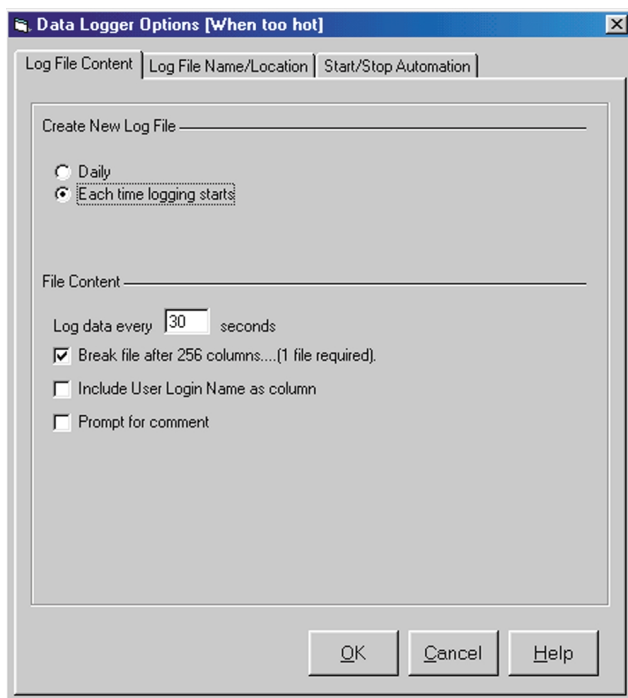 Data Logger Options [When too hot]
Log File Content Log File Name/Location Start/Stop Automation
Create New Log File
Daily
Each time logging starts
File Content
Log data every 30 seconds
Break file after 256 columns....(1 file required).
Include User Login Name as column
Prompt for comment
OK Cancel Help